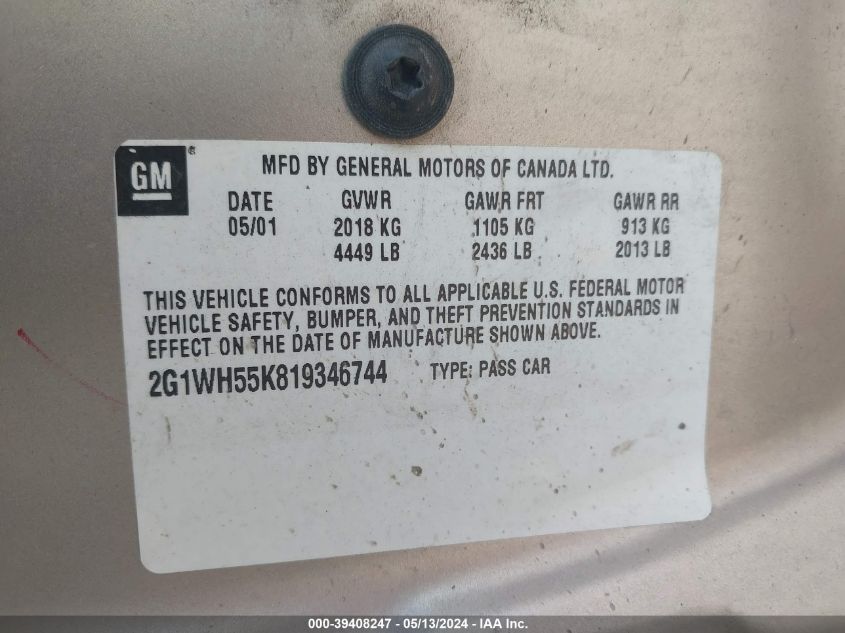 GM
MFD BY GENERAL MOTORS OF CANADA LTD.
DATE GVWR GAWR FRT GAWR RR
05/01 2018 KG 1105 KG 913 KG
4449 LB 2436 LB 2013 LB
THIS VEHICLE CONFORMS TO ALL APPLICABLE U.S. FEDERAL MOTOR
VEHICLE SAFETY, BUMPER, AND THEFT PREVENTION STANDARDS IN
EFFECT ON THE DATE OF MANUFACTURE SHOWN ABOVE.
2G1WH55K819346744 TYPE: PASS CAR
000-39408247 - 05/13/2024 - IAA Inc.